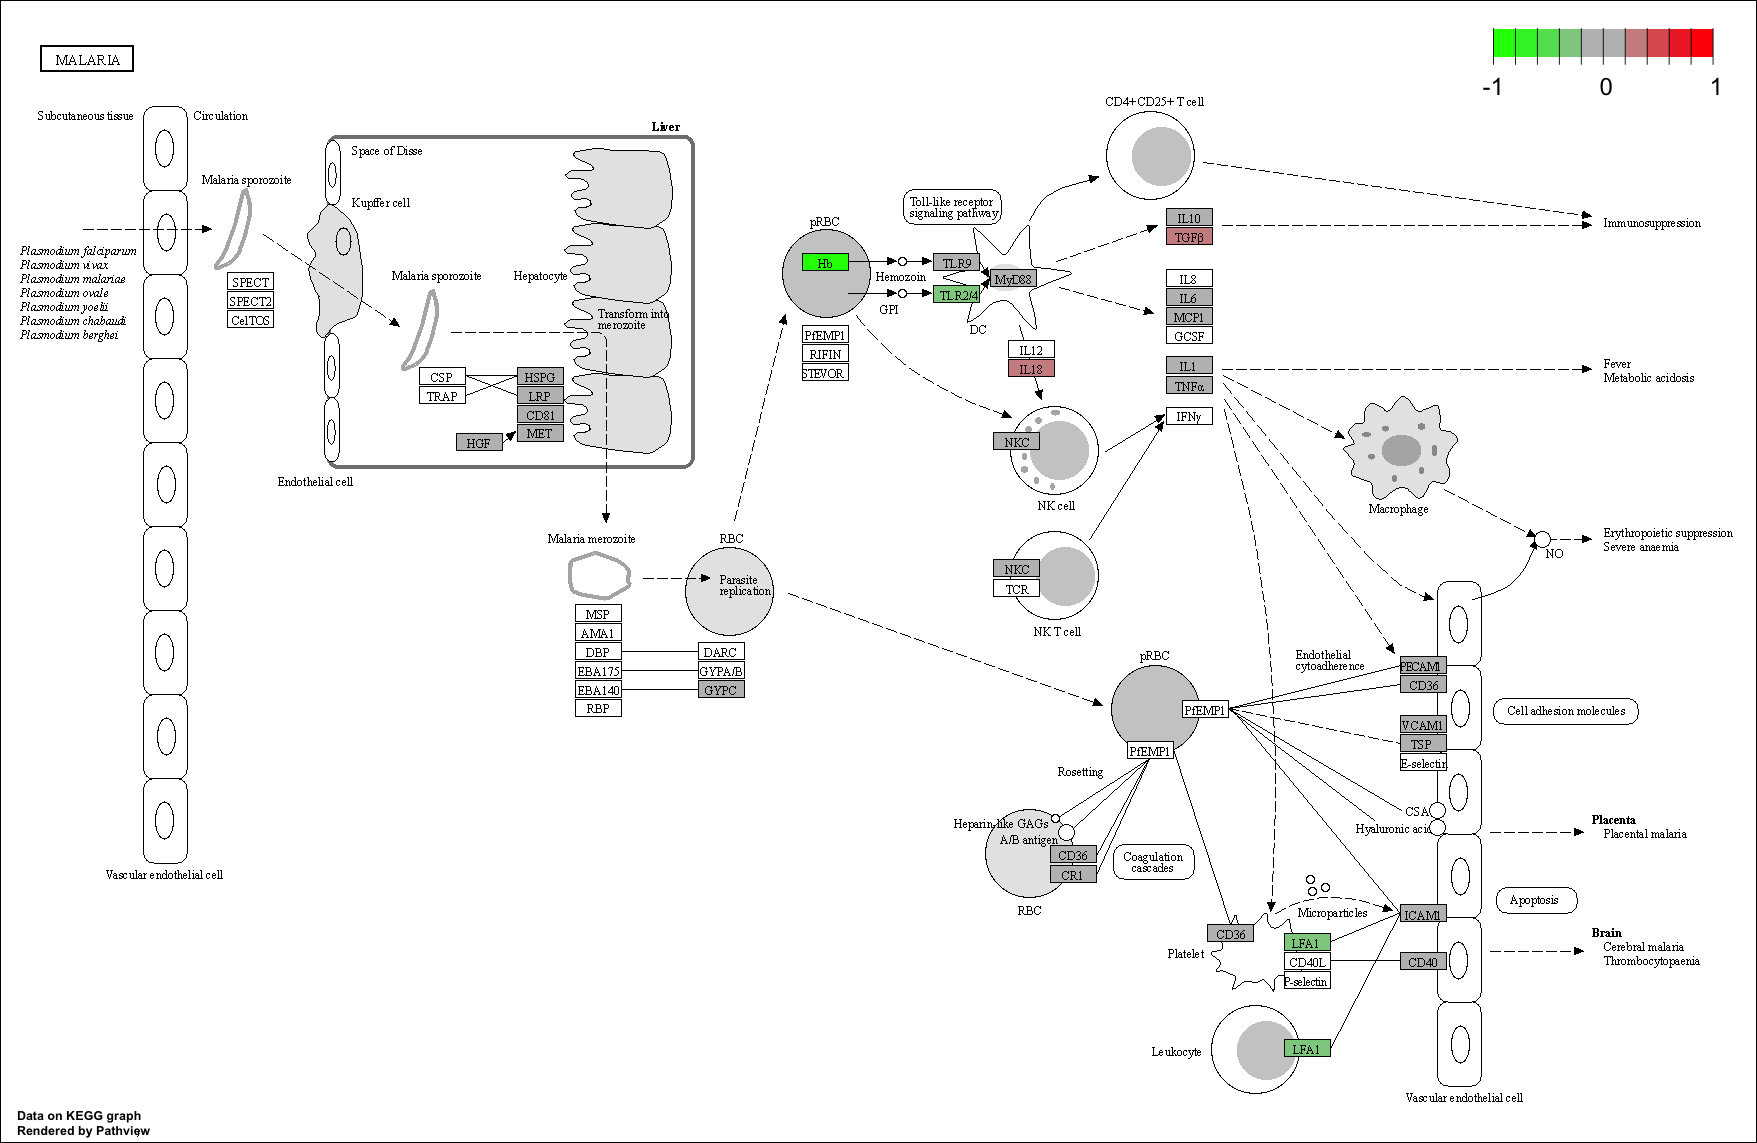 MALARIA
-1
0
1
Subcutaneous tissue
Circulation
Malaria sporozoite
Plasmodium falciparum
Plasmodium vivax
Plasmodium malariae
Plasmodium ovale
Plasmodium yoelii
Plasmodium chabaudi
Plasmodium berghei
SPECT
SPECT2
CelTOS
Vascular endothelial cell
Liver
Space of Disse
Kupffer cell
Malaria sporozoite
Hepatocyte
Transform into
merozoite
CSP
TRAP
HSPG
LRP
CD81
MET
HGF
Endothelial cell
Malaria merozoite
MSP
AMA1
DBP
EBA175
EBA140
RBP
RBC
Parasite
replication
DARC
GYPA/B
GYPC
pRBC
Hb
Hemozoin
GPI
PfEMP1
RIFIN
STEVOR
Toll-like receptor
signaling pathway
TLR9
TLR2/4
MyD88
DC
IL12
IL18
NKC
NK cell
NKC
TCR
NK T cell
CD4+CD25+ T cell
IL10
TGFβ
IL8
IL6
MCP1
GCSF
IL1
TNFα
IFNγ
Immunosuppression
Fever
Metabolic acidosis
Macrophage
NO
Erythropoietic suppression
Severe anaemia
pRBC
PfEMP1
PfEMP1
Rosetting
Heparin-like GAGs
A/B antigen
CD36
CR1
RBC
Coagulation
cascades
Endothelial
cytoadherence
PECAM1
CD36
VCAM1
TSP
E-selectin
CSA
Hyaluronic acid
Cell adhesion molecules
Placenta
Placental malaria
Apoptosis
Microparticles
ICAM1
CD36
Platelet
LFA1
CD40L
P-selectin
CD40
Brain
Cerebral malaria
Thrombocytopaenia
Leukocyte
LFA1
Vascular endothelial cell
Data on KEGG graph
Rendered by Pathview